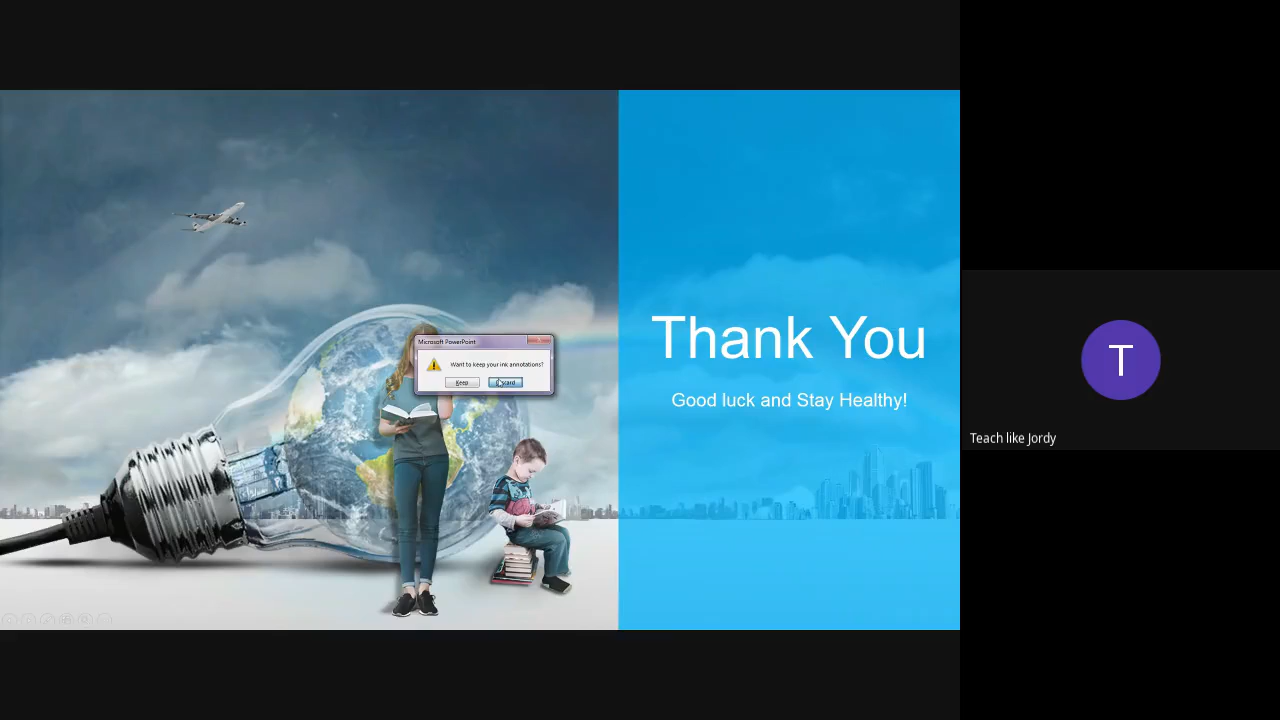 Microsoft PowerPoint
Want to keep your ink annotations?
Keep
Discard
Thank You
Good luck and Stay Healthy!
T
Teach like Jordy